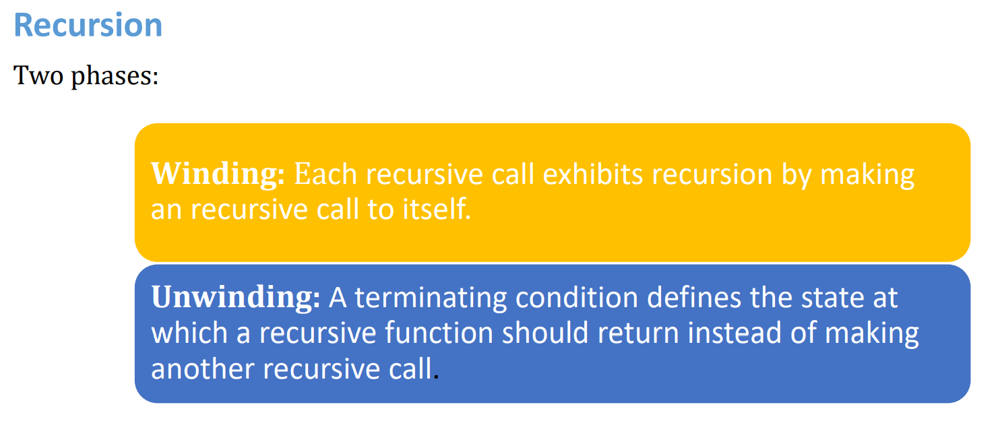 Recursion
Two phases:
Winding: Each recursive call exhibits recursion by making
an recursive call to itself.
Unwinding: A terminating condition defines the state at
which a recursive function should return instead of making
another recursive call.